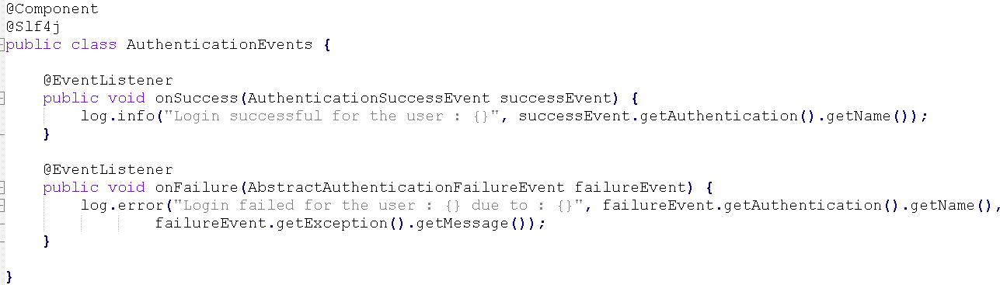 @Component
@Slf4j
public class AuthenticationEvents {
@EventListener
public void onSuccess(AuthenticationSuccessEvent successEvent) {
log.info("Login successful for the user : {}", successEvent.getAuthentication().getName());
}
@EventListener
public void onFailure(AbstractAuthenticationFailureEvent failureEvent) {
log.error("Login failed for the user : {} due to : {}", failureEvent.getAuthentication().getName(),
failureEvent.getException().getMessage());
}
}